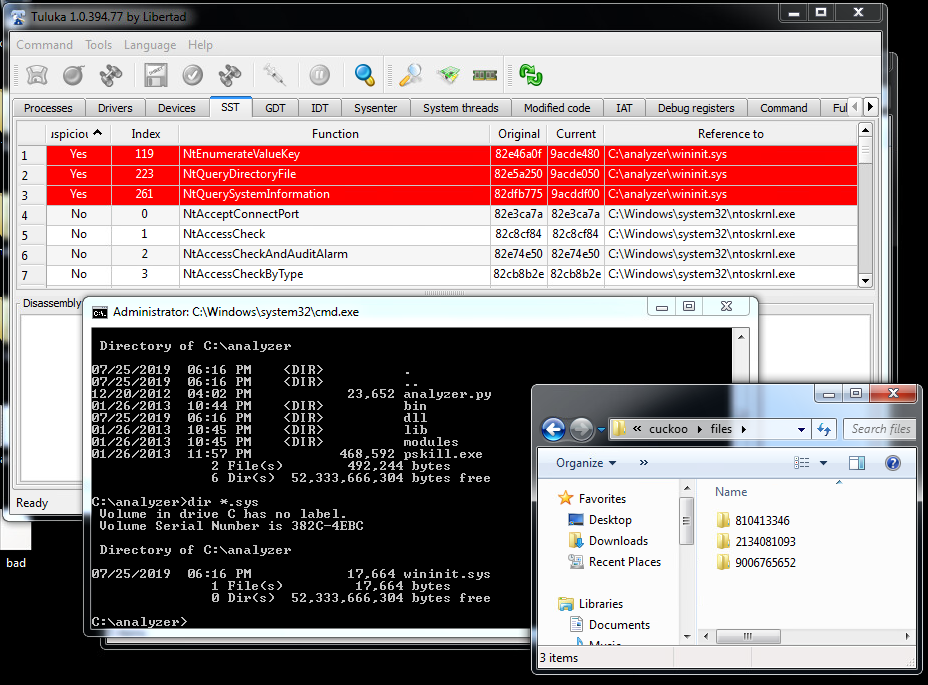 Tuluka 1.0.394.77 by Libertad
Command Tools Language Help
Processes Drivers Devices SST GDT IDT Sysenter System threads Modified code IAT Debug registers Command Ful
uspiciou Index Function Original Current Reference to
1 Yes 119 NtEnumerateValueKey 82e46a0f 9acde480 C:\analyzer\wininit.sys
2 Yes 223 NtQueryDirectoryFile 82e5a250 9acde050 C:\analyzer\wininit.sys
3 Yes 261 NtQuerySystemInformation 82dfb775 9acddf00 C:\analyzer\wininit.sys
4 No 0 NtAcceptConnectPort 82e3ca7a 82e3ca7a C:\Windows\system32\ntoskrnl.exe
5 No 1 NtAccessCheck 82c8cf84 82c8cf84 C:\Windows\system32\ntoskrnl.exe
6 No 2 NtAccessCheckAndAuditAlarm 82e74e50 82e74e50 C:\Windows\system32\ntoskrnl.exe
7 No 3 NtAccessCheckByType 82cb8b2e 82cb8b2e C:\Windows\system32\ntoskrnl.exe
Disassembly
Ready
bad
Administrator: C:\Windows\system32\cmd.exe
Directory of C:\analyzer
07/25/2019 06:16 PM <DIR> .
07/25/2019 06:16 PM <DIR> ..
12/20/2012 04:02 PM 23,652 analyzer.py
01/26/2013 10:44 PM <DIR> bin
07/25/2019 06:16 PM <DIR> dll
01/26/2013 10:45 PM <DIR> lib
01/26/2013 10:45 PM <DIR> modules
01/26/2013 11:57 PM 468,592 pskill.exe
2 File(s) 492,244 bytes
6 Dir(s) 52,333,666,304 bytes free
C:\analyzer>dir *.sys
Volume in drive C has no label.
Volume Serial Number is 382C-4EBC
Directory of C:\analyzer
07/25/2019 06:16 PM 17,664 wininit.sys
1 File(s) 17,664 bytes
0 Dir(s) 52,333,666,304 bytes free
C:\analyzer>
« cuckoo files
Search files
Organize »
Favorites
Desktop
Downloads
Recent Places
Libraries
Documents
Music
Name
810413346
2134081093
9006765652
3 items